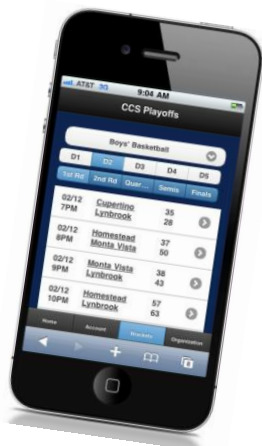 AT&T 3G 9:04 AM
CCS Playoffs
Boys' Basketball
D1 D2 D3 D4 D5
1st Rd 2nd Rd Quar ... Semis Finals
02/12 Cupertino 35
7PM Lynbrook 28
02/12 Homestead 37
8PM Monta Vista 50
02/12 Monta Vista 38
9PM Lynbrook 43
02/12 Homestead 57
10PM Lynbrook 63
Home Account Brackets Organization